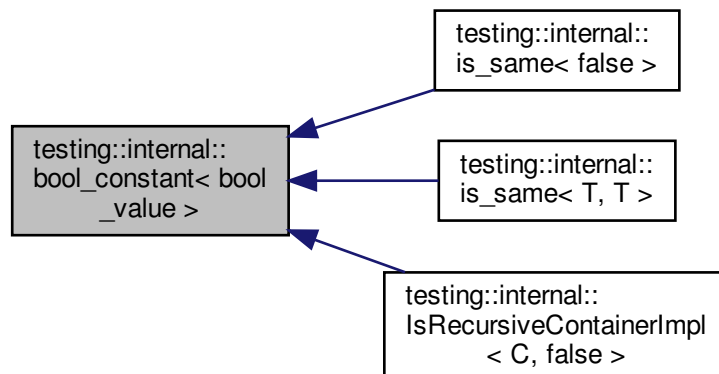 testing::internal::
is_same< false >
testing::internal::
bool_constant< bool
_value >
testing::internal::
is_same< T, T >
testing::internal::
IsRecursiveContainerImpl
< C, false >